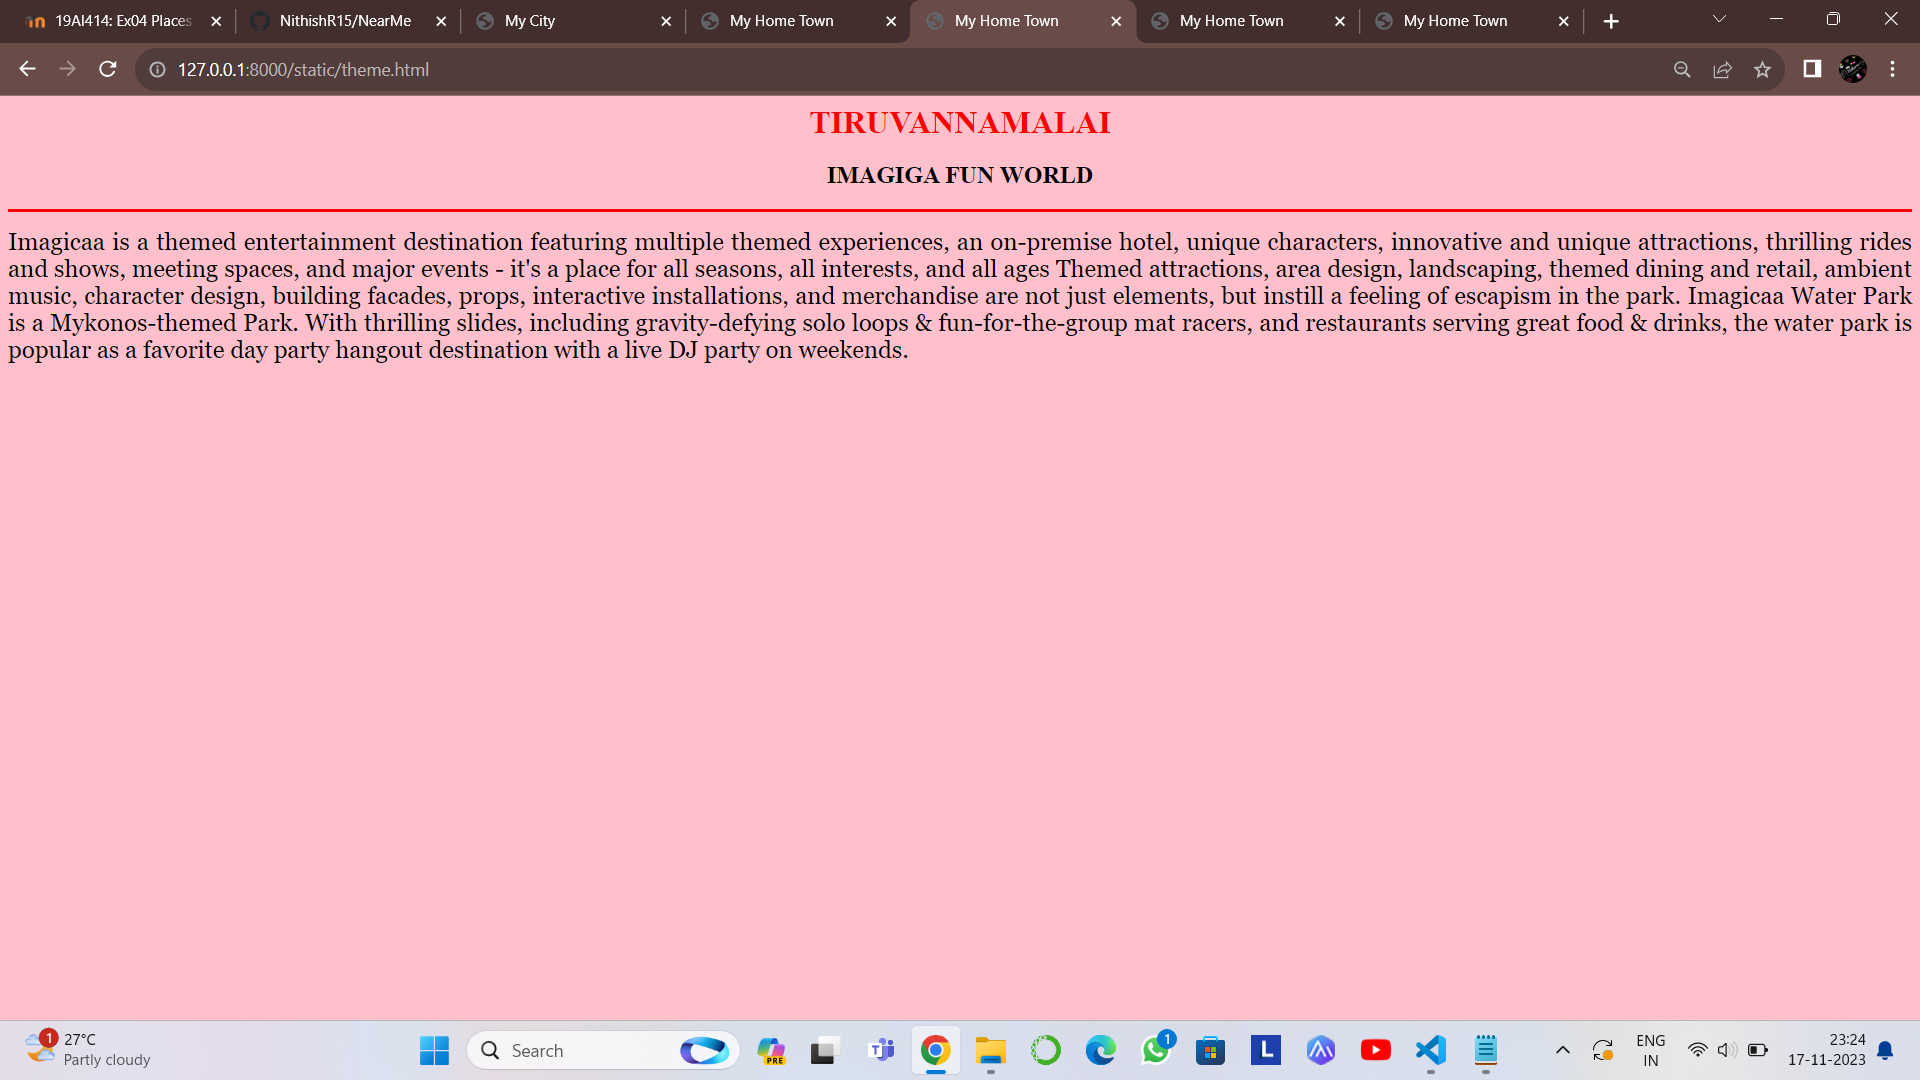 19AI414: Ex04 Places
NithishR15/NearMe
My City
My Home Town
My Home Town
My Home Town
My Home Town
127.0.0.1:8000/static/theme.html
TIRUVANNAMALAI
IMAGIGA FUN WORLD
Imagicaa is a themed entertainment destination featuring multiple themed experiences, an on-premise hotel, unique characters, innovative and unique attractions, thrilling rides
and shows, meeting spaces, and major events - it's a place for all seasons, all interests, and all ages Themed attractions, area design, landscaping, themed dining and retail, ambient
music, character design, building facades, props, interactive installations, and merchandise are not just elements, but instill a feeling of escapism in the park. Imagicaa Water Park
is a Mykonos-themed Park. With thrilling slides, including gravity-defying solo loops & fun-for-the-group mat racers, and restaurants serving great food & drinks, the water park is
popular as a favorite day party hangout destination with a live DJ party on weekends.
1
27°C
Partly cloudy
Search
PRE
1
L
ENG
IN
23:24
17-11-2023